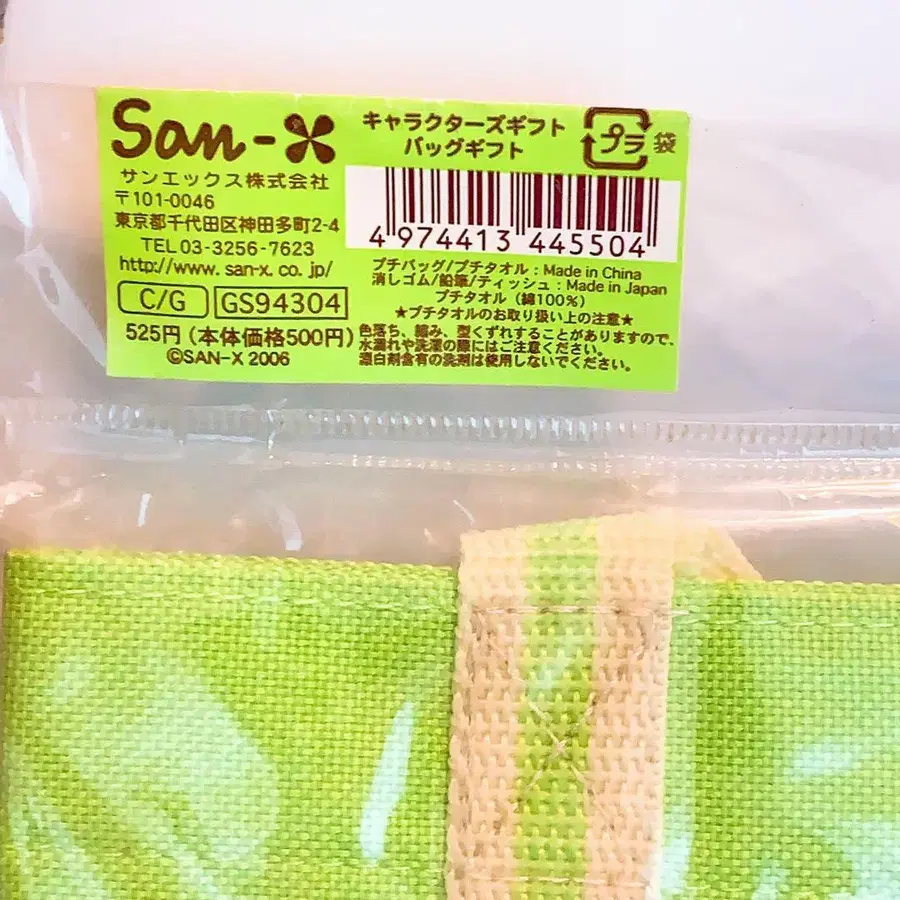 San-X
サンエックス株式会社
〒101-0046
東京都千代田区神田多町2-4
TEL 03-3256-7623
http://www.san-x.co.jp/
C/G GS94304
525円(本体価格500円)
©SAN-X 2006
キャラクターズギフト
バッグギフト
プラ 袋
4 974413 445504
プチバッグ/プチタオル : Made in China
消しゴム/鉛筆/ティッシュ : Made in Japan
プチタオル (綿100%)
★プチタオルのお取り扱い上の注意★
色落ち、縮み、型くずれすることがありますので、
水濡れや洗濯の際にはご注意ください。
漂白剤含有の洗剤は使用しないでください。